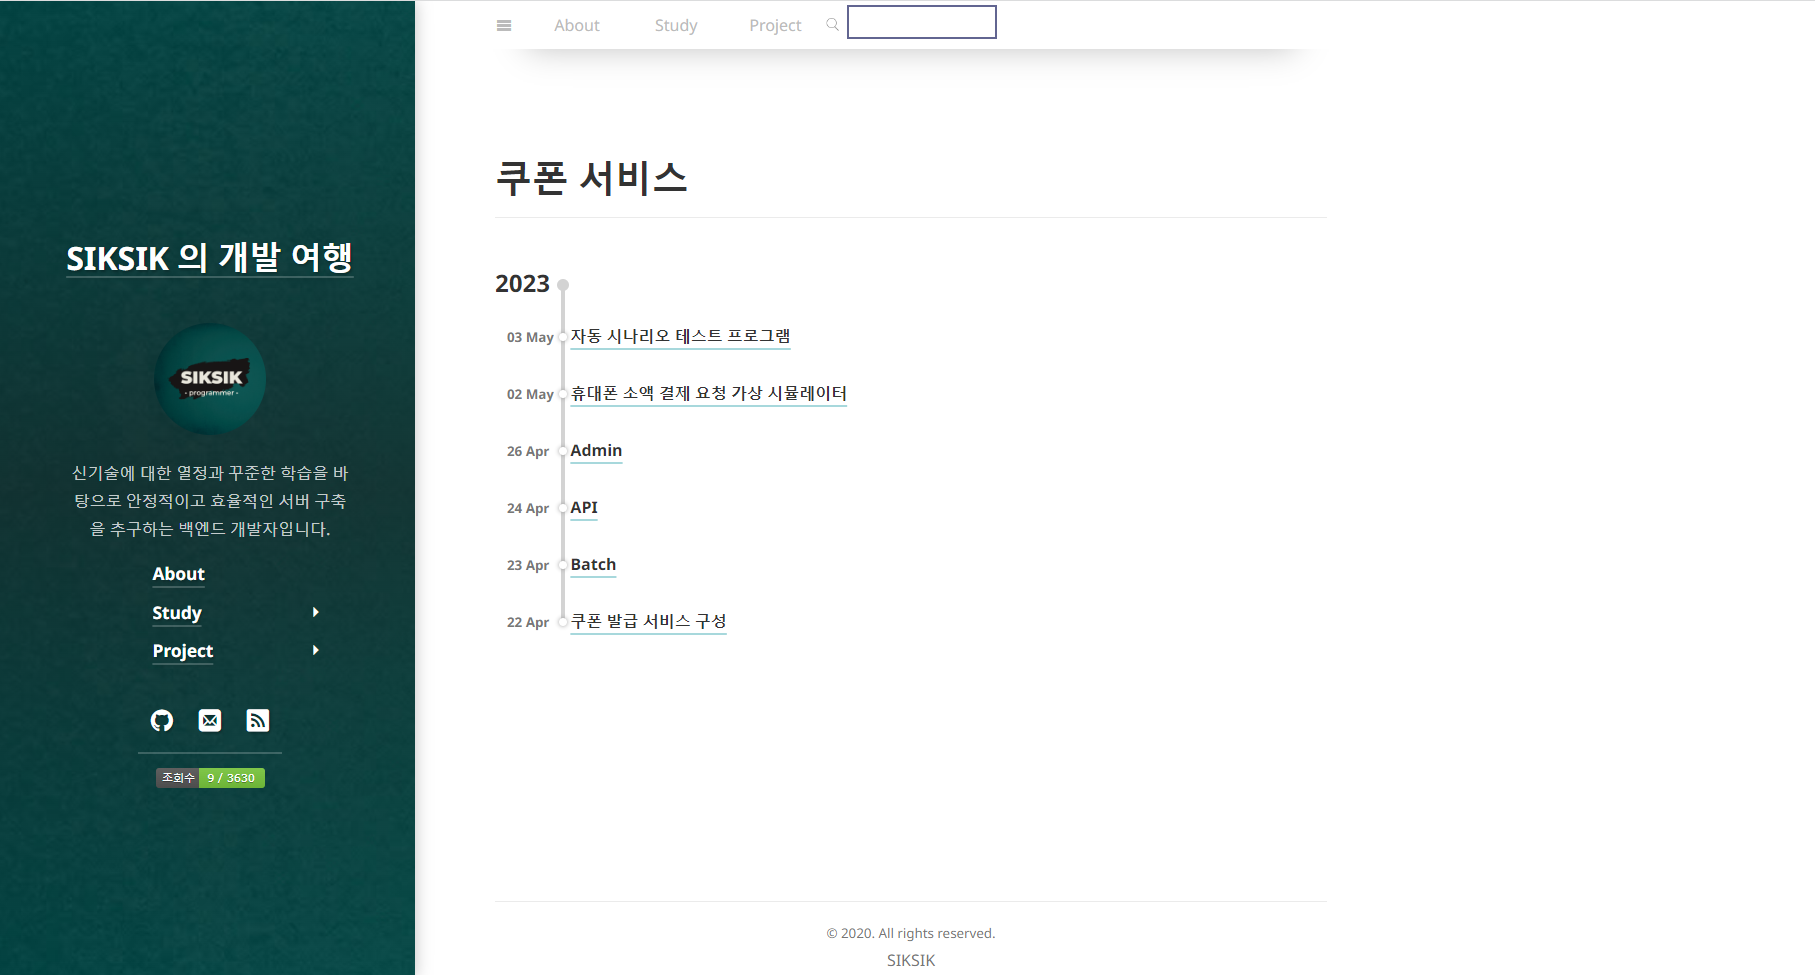 SIKSIK 의 개발 여행
SIKSIK
• programmer •
신기술에 대한 열정과 꾸준한 학습을 바
탕으로 안정적이고 효율적인 서버 구축
을 추구하는 백엔드 개발자입니다.
About
Study
Project
조회수 9 / 3630
About Study Project
쿠폰 서비스
2023
03 May 자동 시나리오 테스트 프로그램
02 May 휴대폰 소액 결제 요청 가상 시뮬레이터
26 Apr Admin
24 Apr API
23 Apr Batch
22 Apr 쿠폰 발급 서비스 구성
© 2020. All rights reserved.
SIKSIK